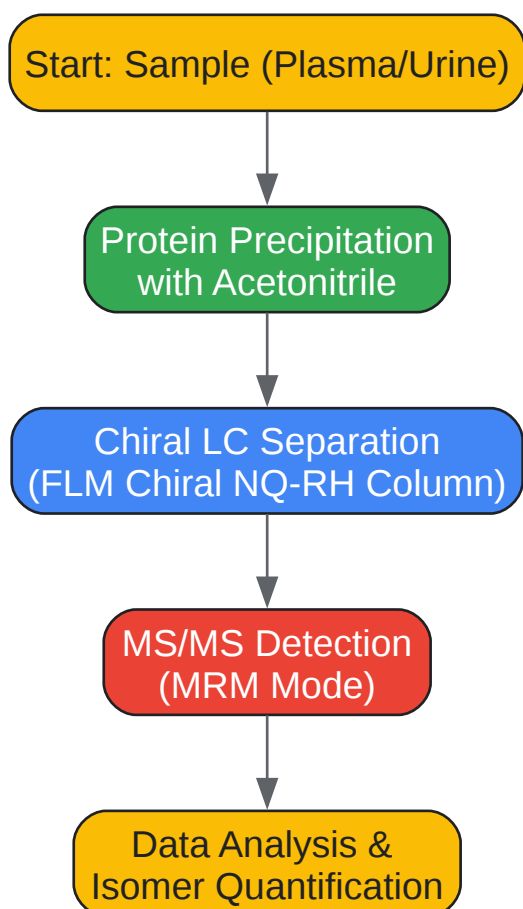 Start: Sample (Plasma/Urine)
Protein Precipitation
with Acetonitrile
Chiral LC Separation
(FLM Chiral NQ-RH Column)
MS/MS Detection
(MRM Mode)
Data Analysis &
Isomer Quantification